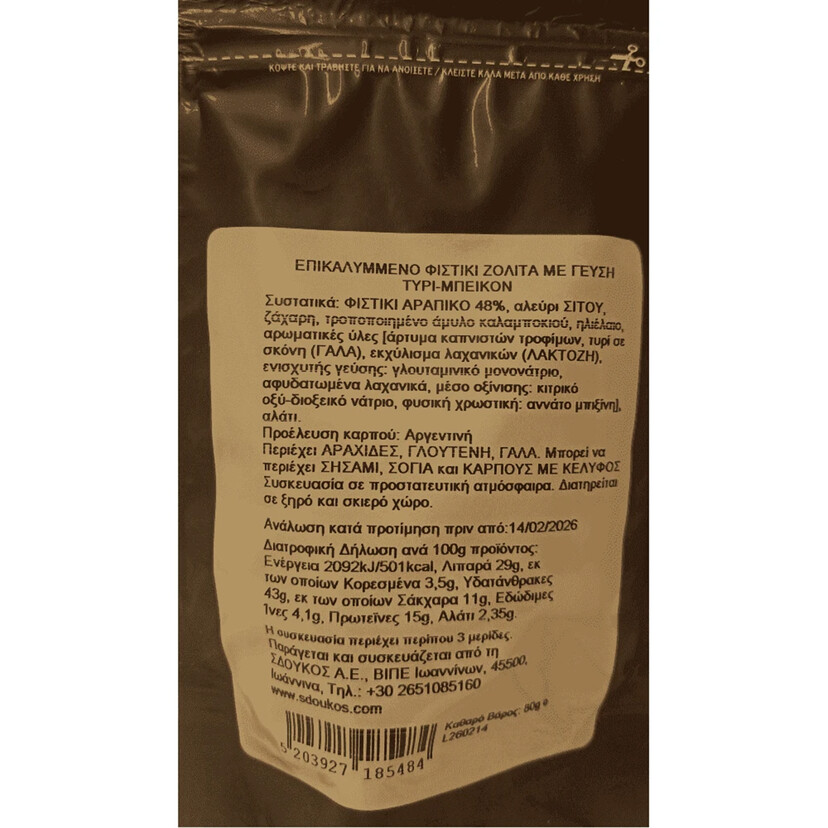 ΚΟΨΤΕ ΚΑΙ ΤΡΑΒΗΞΤΕ ΓΙΑ ΝΑ ΑΝΟΙΞΕΤΕ / ΚΛΕΙΣΤΕ ΚΑΛΑ ΜΕΤΑ ΑΠΟ ΚΑΘΕ ΧΡΗΣΗ
ΕΠΙΚΑΛΥΜΜΕΝΟ ΦΙΣΤΙΚΙ ΖΟΛΙΤΑ ΜΕ ΓΕΥΣΗ
ΤΥΡΙ-ΜΠΕΙΚΟΝ
Συστατικά: ΦΙΣΤΙΚΙ ΑΡΑΠΙΚΟ 48%, αλεύρι ΣΙΤΟΥ,
ζάχαρη, τροποποιημένο άμυλο καλαμποκιού, ηλιέλαιο,
αρωματικές ύλες [άρτυμα καπνιστών τροφίμων, τυρί σε
σκόνη (ΓΑΛΑ), εκχύλισμα λαχανικών (ΛΑΚΤΟΖΗ),
ενισχυτής γεύσης: γλουταμινικό μονονάτριο,
αφυδατωμένα λαχανικά, μέσο οξίνισης: κιτρικό
οξύ-διοξεικό νάτριο, φυσική χρωστική: αννάτο μπιξίνη],
αλάτι.
Προέλευση καρπού: Αργεντινή
Περιέχει ΑΡΑΧΙΔΕΣ, ΓΛΟΥΤΕΝΗ, ΓΑΛΑ. Μπορεί να
περιέχει ΣΗΣΑΜΙ, ΣΟΓΙΑ και ΚΑΡΠΟΥΣ ΜΕ ΚΕΛΥΦΟΣ
Συσκευασία σε προστατευτική ατμόσφαιρα. Διατηρείται
σε ξηρό και σκιερό χώρο.
Ανάλωση κατά προτίμηση πριν από:14/02/2026
Διατροφική Δήλωση ανά 100g προϊόντος:
Ενέργεια 2092kJ/501kcal, Λιπαρά 29g, εκ
των οποίων Κορεσμένα 3,5g, Υδατάνθρακες
43g, εκ των οποίων Σάκχαρα 11g, Εδώδιμες
Ίνες 4,1g, Πρωτεΐνες 15g, Αλάτι 2,35g.
Η συσκευασία περιέχει περίπου 3 μερίδες.
Παράγεται και συσκευάζεται από τη
ΣΔΟΥΚΟΣ Α.Ε., ΒΙΠΕ Ιωαννίνων, 45500,
Ιωάννινα, Τηλ.: +30 2651085160
www.sdoukos.com
Καθαρό Βάρος: 80g e
L260214
5 203927 185484